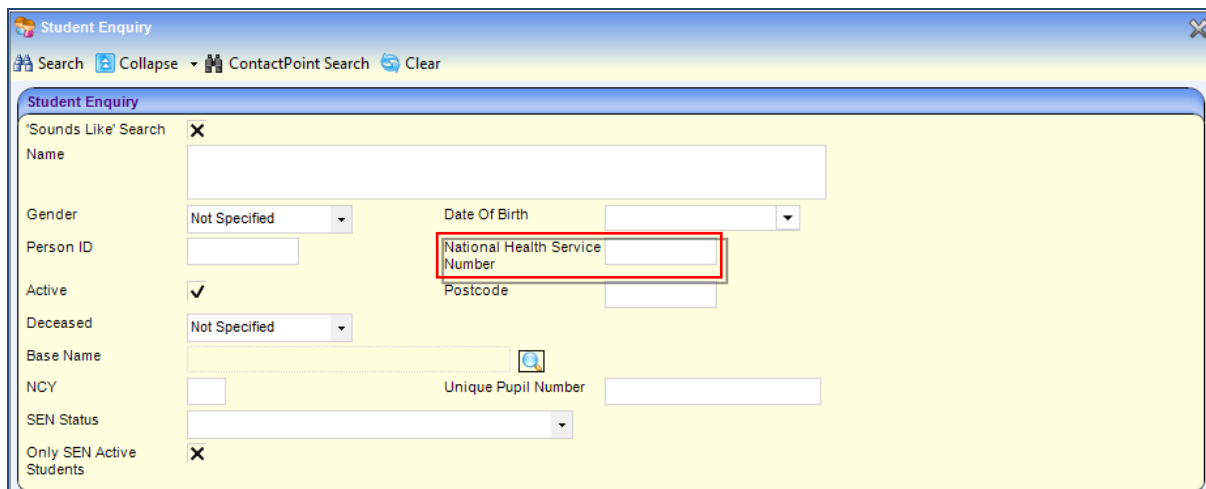 Student Enquiry
Search Collapse ContactPoint Search Clear
Student Enquiry
'Sounds Like' Search
Name
Gender Not Specified Date Of Birth
Person ID National Health Service
Number
Active Postcode
Deceased Not Specified
Base Name
NCY Unique Pupil Number
SEN Status
Only SEN Active
Students